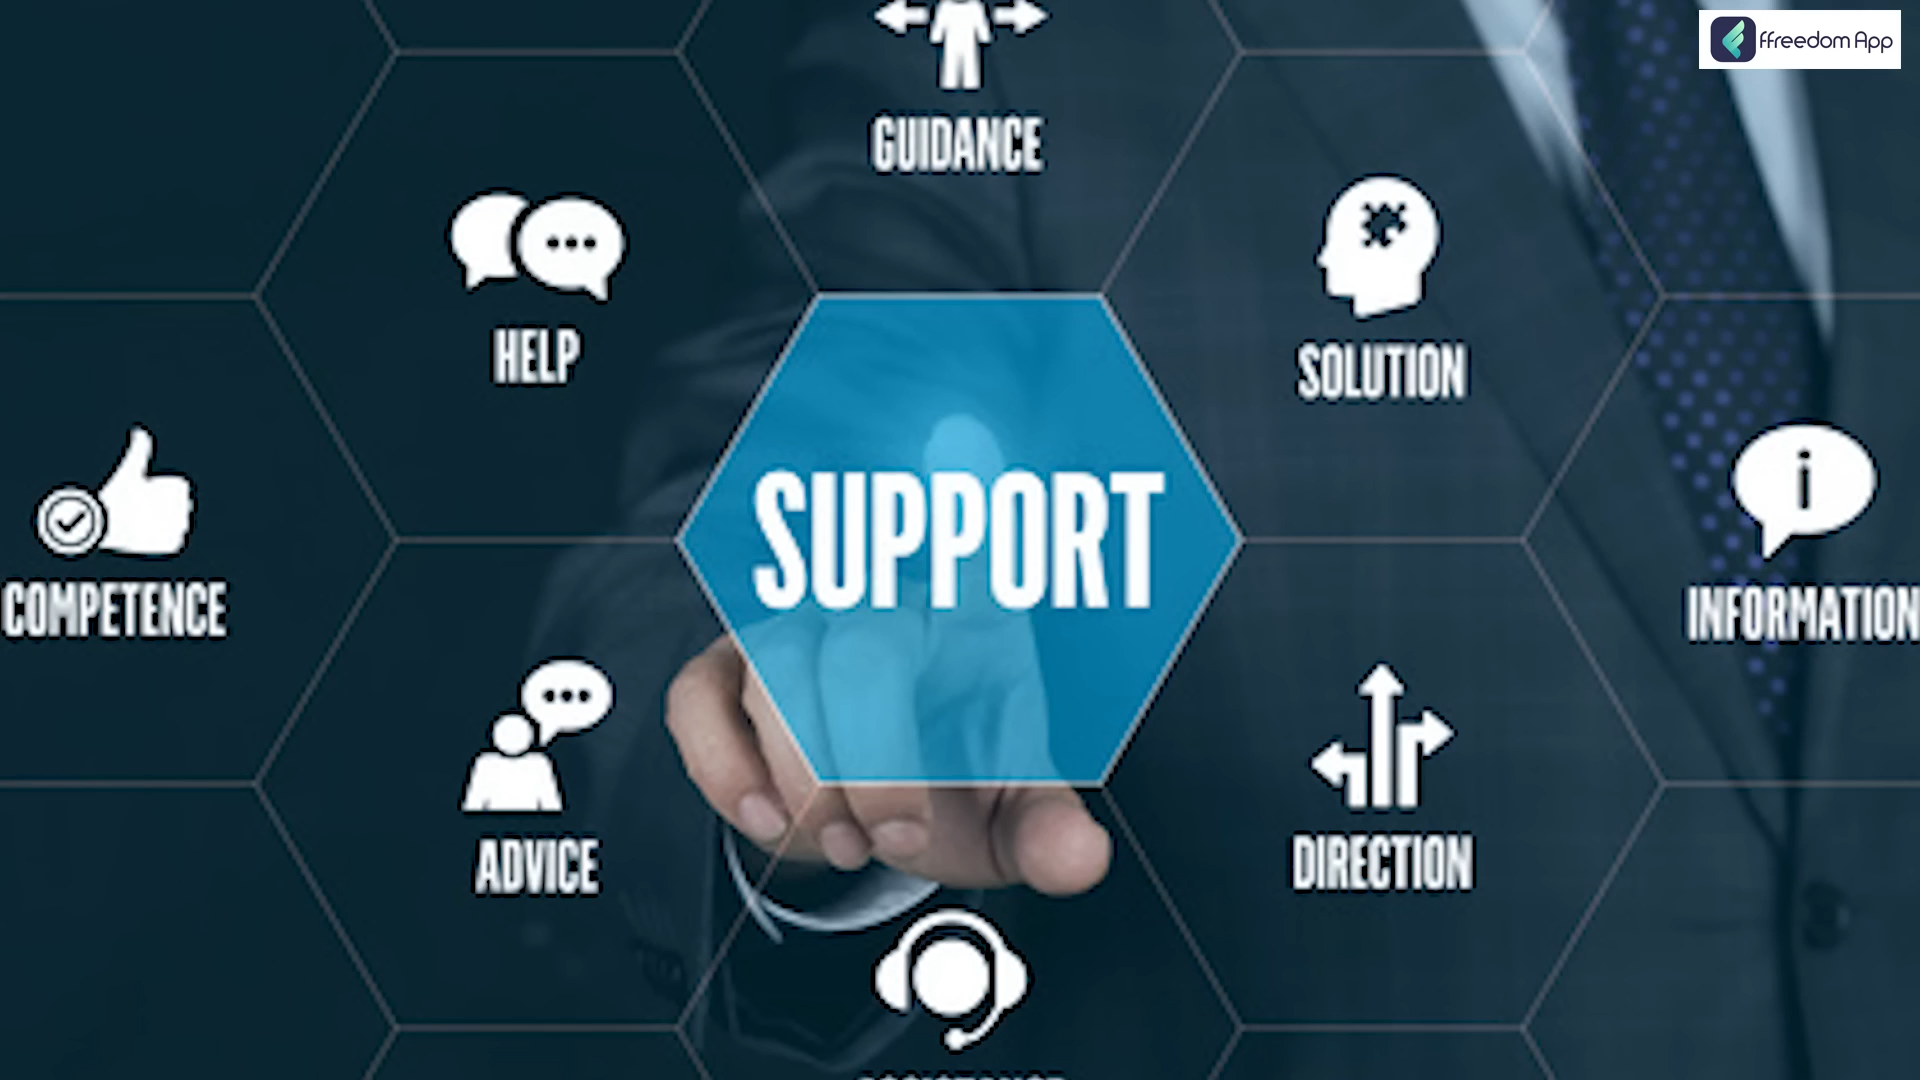 ffreedom App
GUIDANCE
HELP
SOLUTION
SUPPORT
COMPETENCE
INFORMATION
ADVICE
DIRECTION